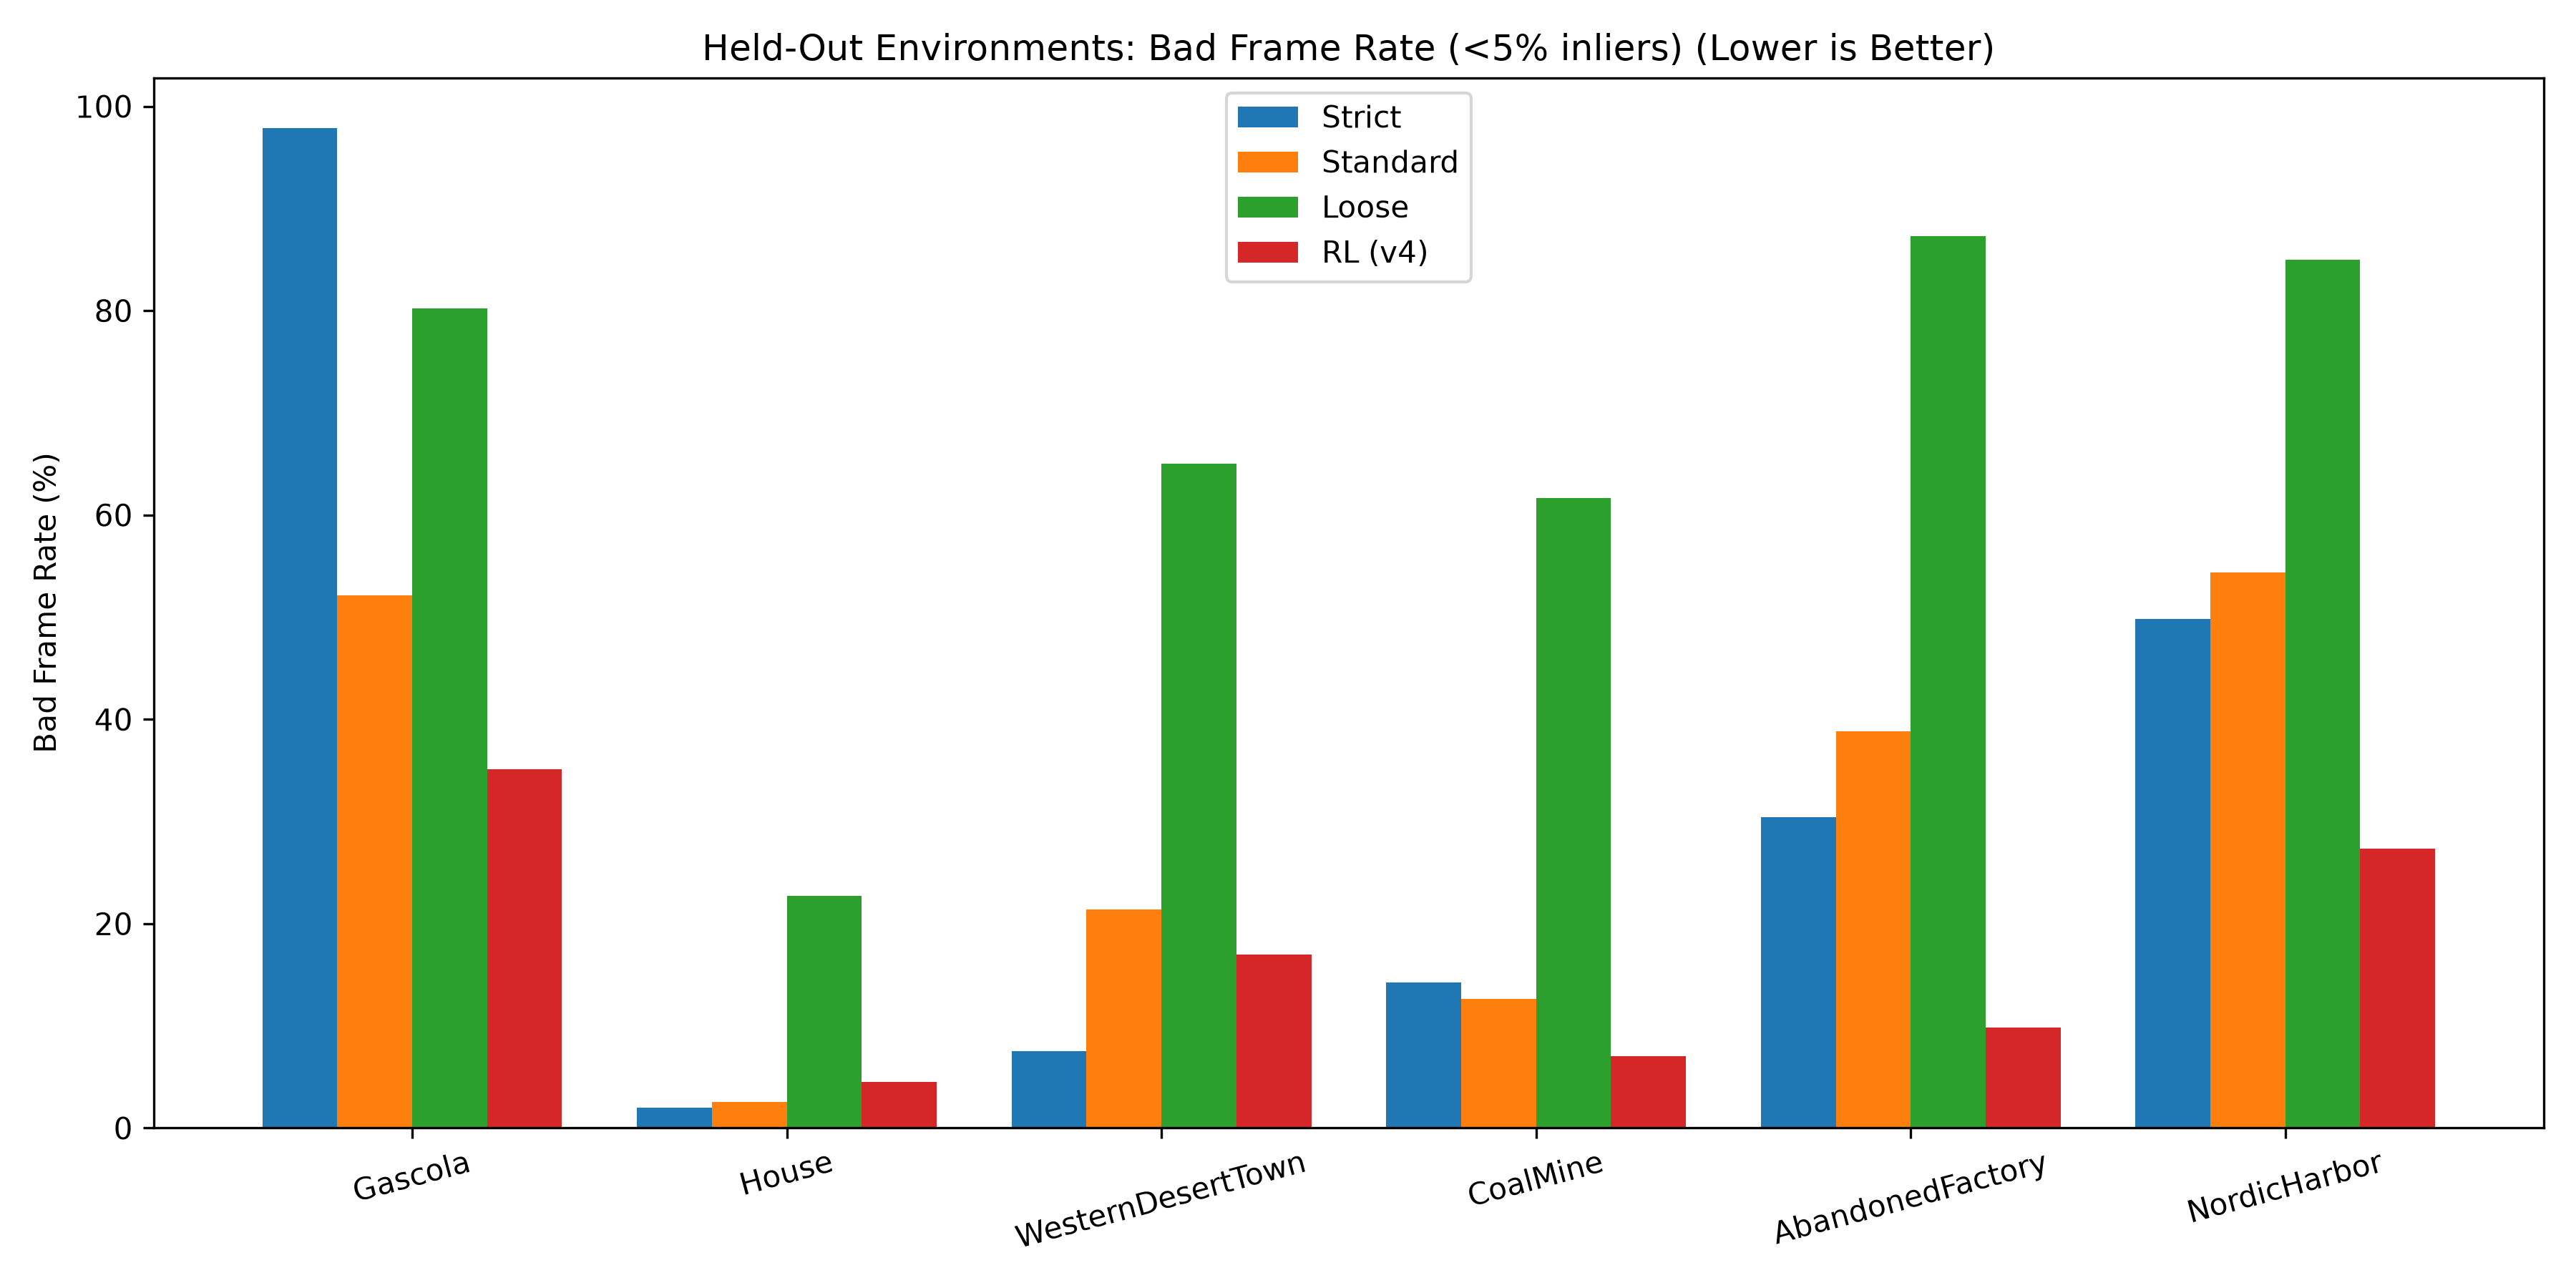 Held-Out Environments: Bad Frame Rate (<5% inliers) (Lower is Better)
Bad Frame Rate (%)
100
80
60
40
20
0
Strict
Standard
Loose
RL (v4)
Gascola
House
WesternDesertTown
CoalMine
AbandonedFactory
NordicHarbor